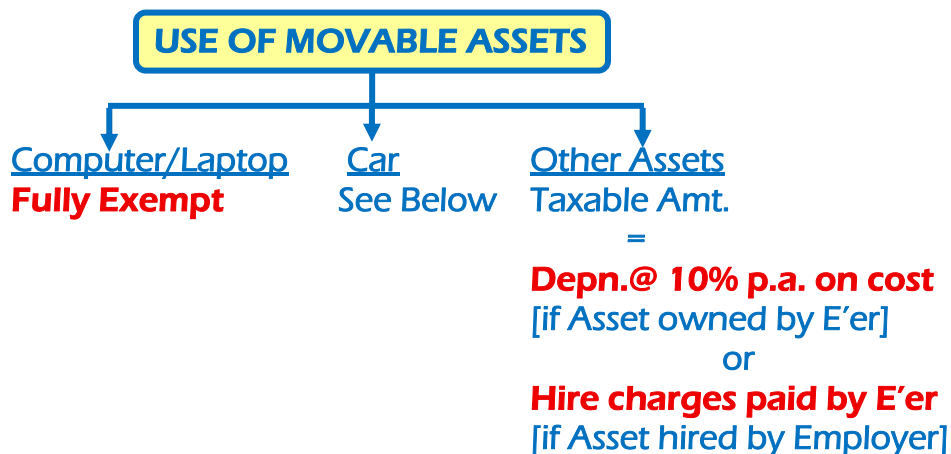 USE OF MOVABLE ASSETS
Computer/Laptop
Fully Exempt
Car
See Below
Other Assets
Taxable Amt.
=
Depn.@ 10% p.a. on cost
[if Asset owned by E'er]
or
Hire charges paid by E'er
[if Asset hired by Employer]